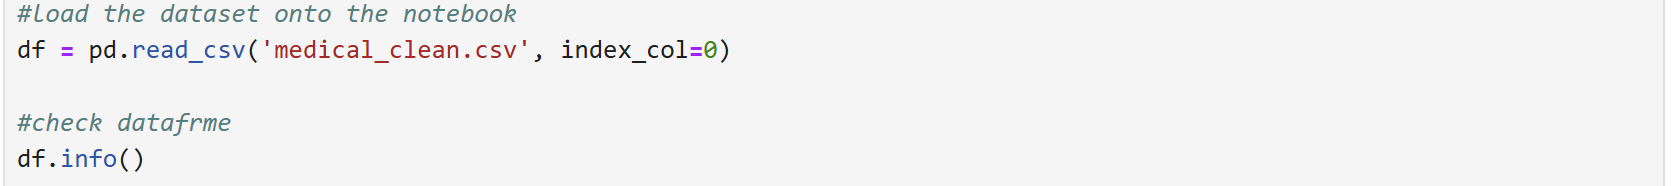 #load the dataset onto the notebook
df = pd.read_csv('medical_clean.csv', index_col=0)
#check datafrme
df.info()